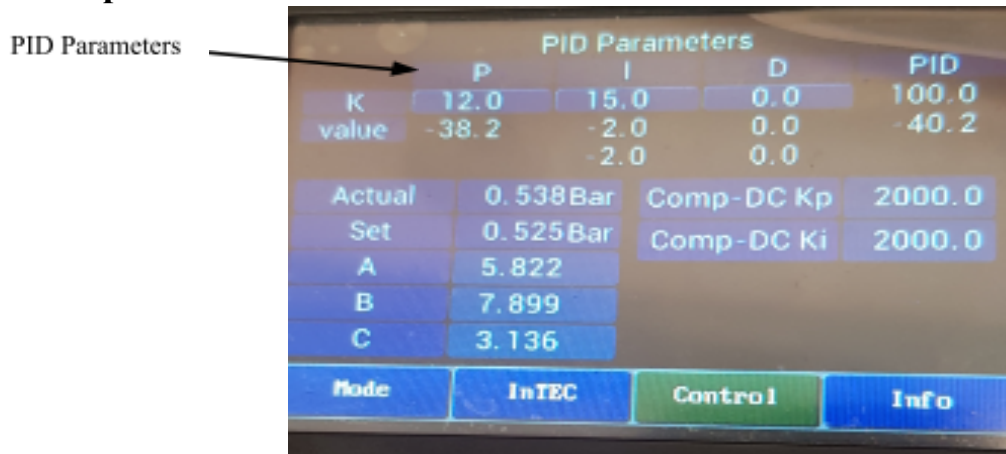 PID Parameters
PID Parameters
P I D PID
K 12.0 15.0 0.0 100.0
value -38.2 -2.0 0.0 -40.2
-2.0 0.0
Actual 0.538Bar Comp-DC Kp 2000.0
Set 0.525Bar Comp-DC Ki 2000.0
A 5.822
B 7.899
C 3.136
Mode InTEC Control Info